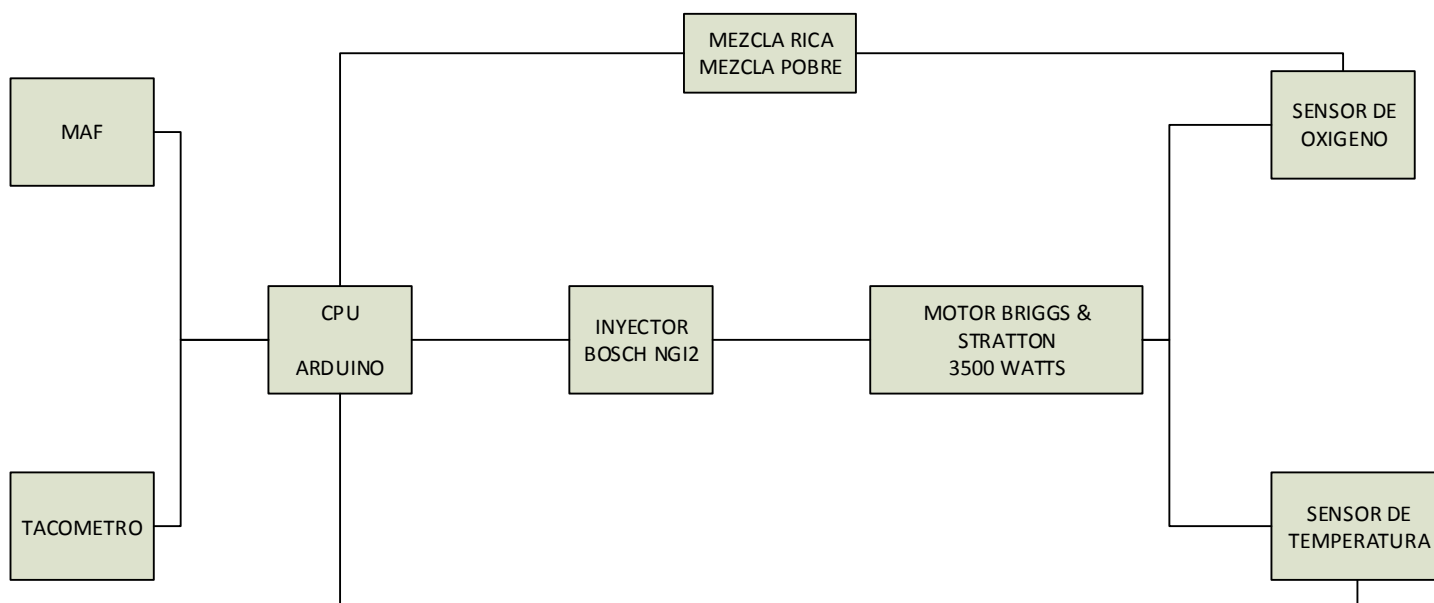 MEZCLA RICA
MEZCLA POBRE
MAF
SENSOR DE
OXIGENO
CPU
ARDUINO
INYECTOR
BOSCH NGI2
MOTOR BRIGGS &
STRATTON
3500 WATTS
TACOMETRO
SENSOR DE
TEMPERATURA